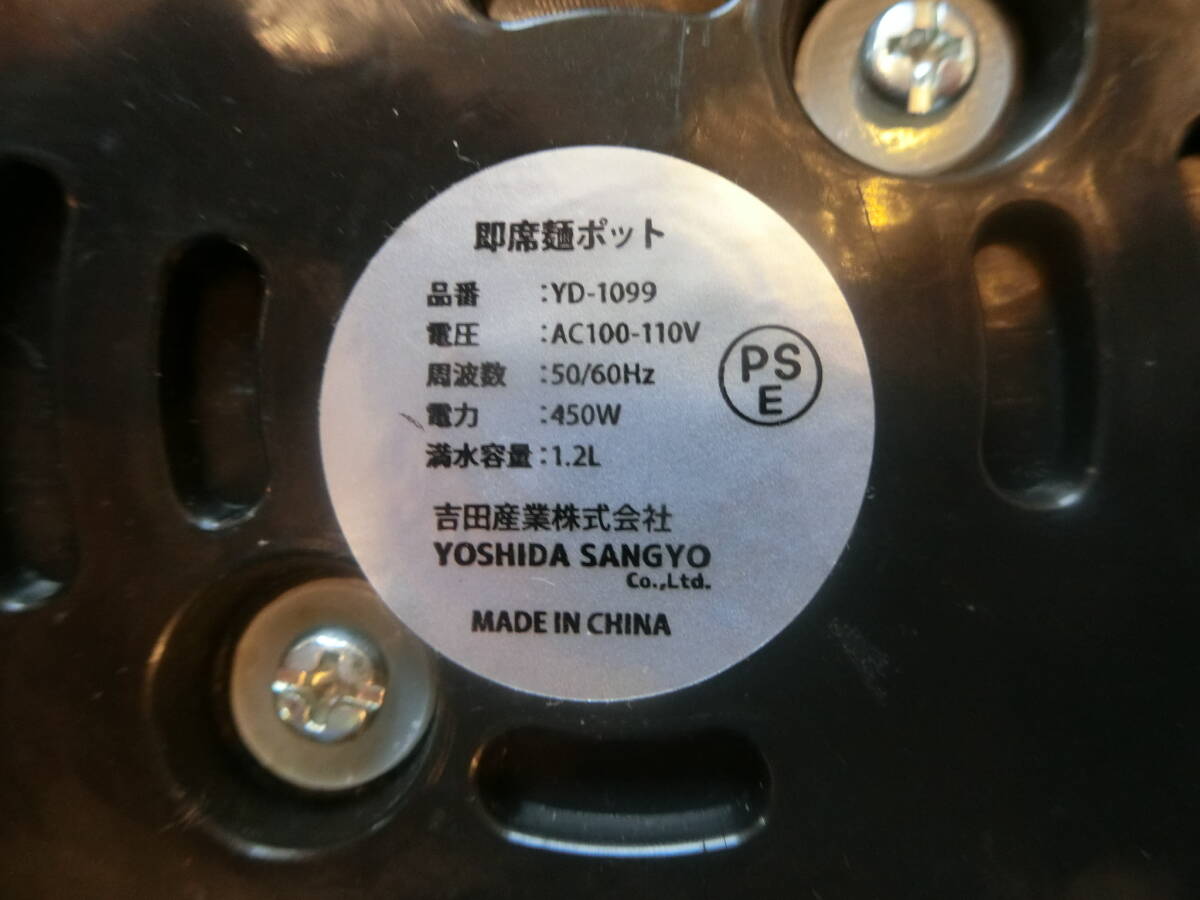 即席麺ポット
品番 :YD-1099
電圧 :AC100-110V
周波数 :50/60Hz
電力 :450W
満水容量:1.2L
PS
E
吉田産業株式会社
YOSHIDA SANGYO
Co.,Ltd.
MADE IN CHINA